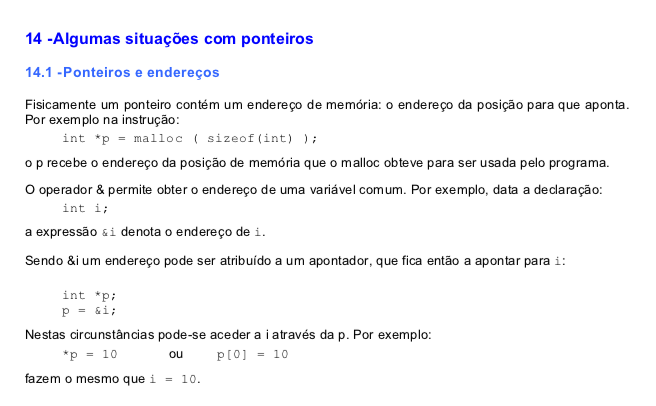 14 -Algumas situações com ponteiros
14.1 -Ponteiros e endereços
Fisicamente um ponteiro contém um endereço de memória: o endereço da posição para que aponta.
Por exemplo na instrução:
int *p = malloc ( sizeof(int) );
o p recebe o endereço da posição de memória que o malloc obteve para ser usada pelo programa.
O operador & permite obter o endereço de uma variável comum. Por exemplo, data a declaração:
int i;
a expressão &i denota o endereço de i.
Sendo &i um endereço pode ser atribuído a um apontador, que fica então a apontar para i:
int *p;
p = &i;
Nestas circunstâncias pode-se aceder a i através da p. Por exemplo:
*p = 10 ou p[0] = 10
fazem o mesmo que i = 10.